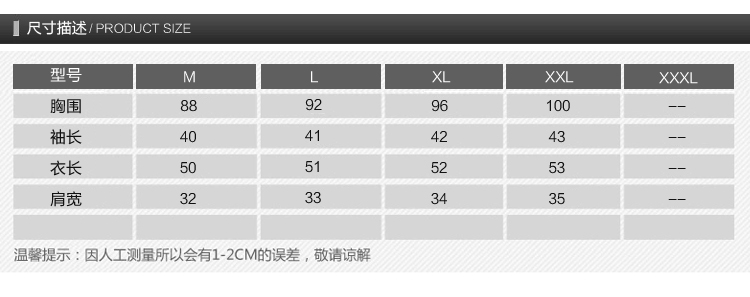 尺寸描述/ PRODUCT SIZE
型号 M L XL XXL XXXL
胸围 88 92 96 100 --
袖长 40 41 42 43 --
衣长 50 51 52 53 --
肩宽 32 33 34 35 --
温馨提示：因人工测量所以会有1-2CM的误差，敬请谅解